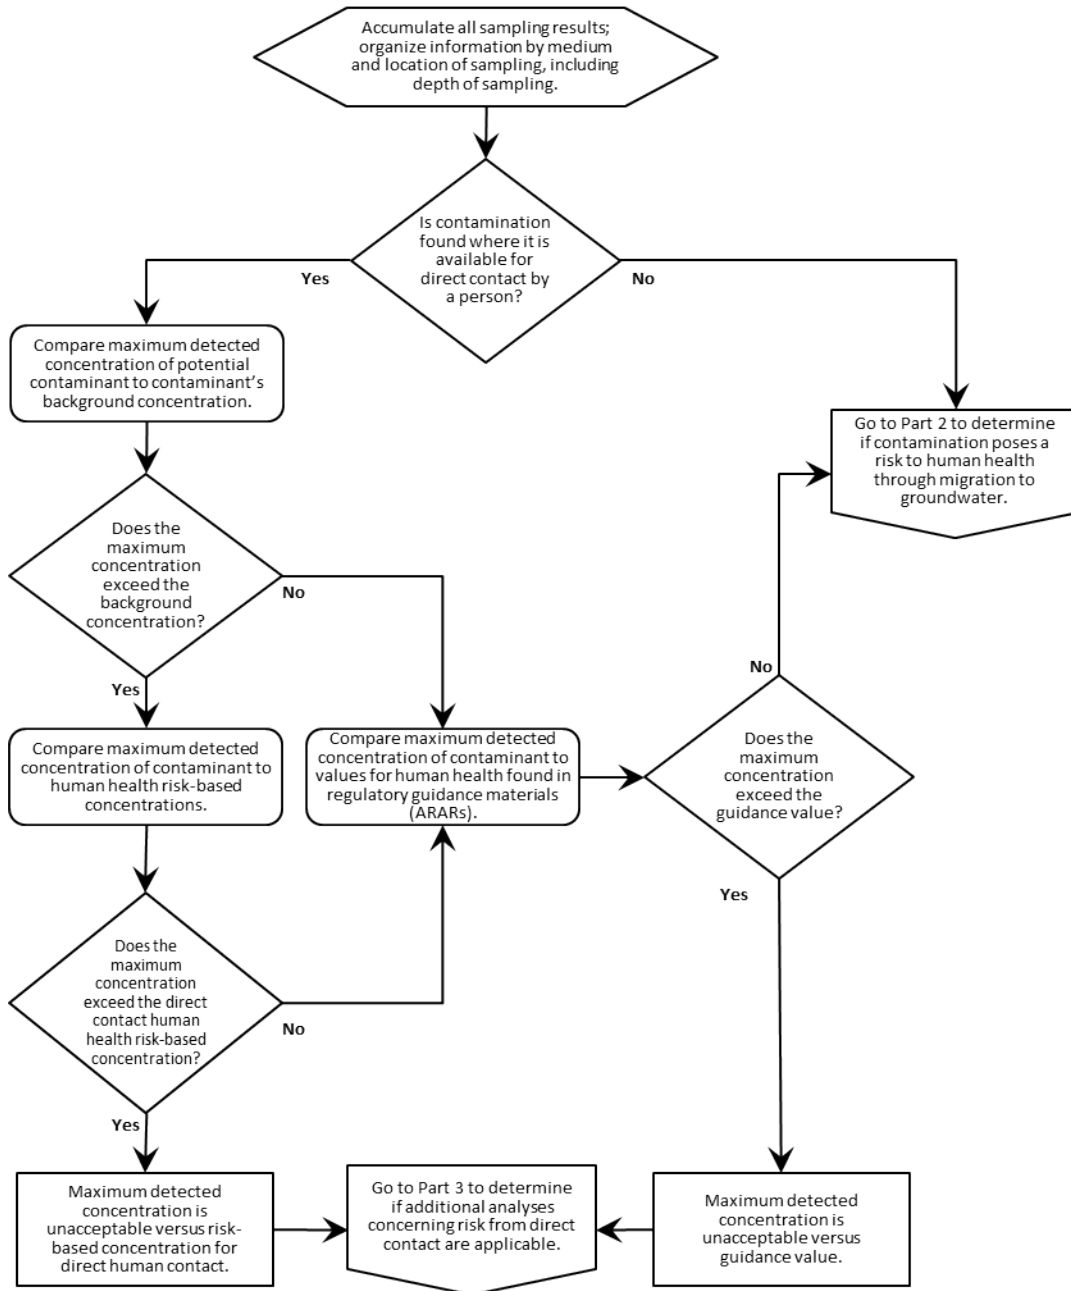 Accumulate all sampling results;
organize information by medium
and location of sampling, including
depth of sampling.
Is contamination
found where it is
available for
direct contact by
a person?
Yes
No
Compare maximum detected
concentration of potential
contaminant to contaminant's
background concentration.
Go to Part 2 to determine
if contamination poses a
risk to human health
through migration to
groundwater.
Does the
maximum
concentration
exceed the
background
concentration?
No
Yes
Compare maximum detected
concentration of contaminant to
human health risk-based
concentrations.
Compare maximum detected
concentration of contaminant to
values for human health found in
regulatory guidance materials
(ARARs).
No
Does the
maximum
concentration
exceed the
guidance value?
Yes
Does the
maximum
concentration
exceed the direct
contact human
health risk-based
concentration?
No
Yes
Maximum detected
concentration is
unacceptable versus risk-
based concentration for
direct human contact.
Go to Part 3 to determine
if additional analyses
concerning risk from direct
contact are applicable.
Maximum detected
concentration is
unacceptable versus
guidance value.